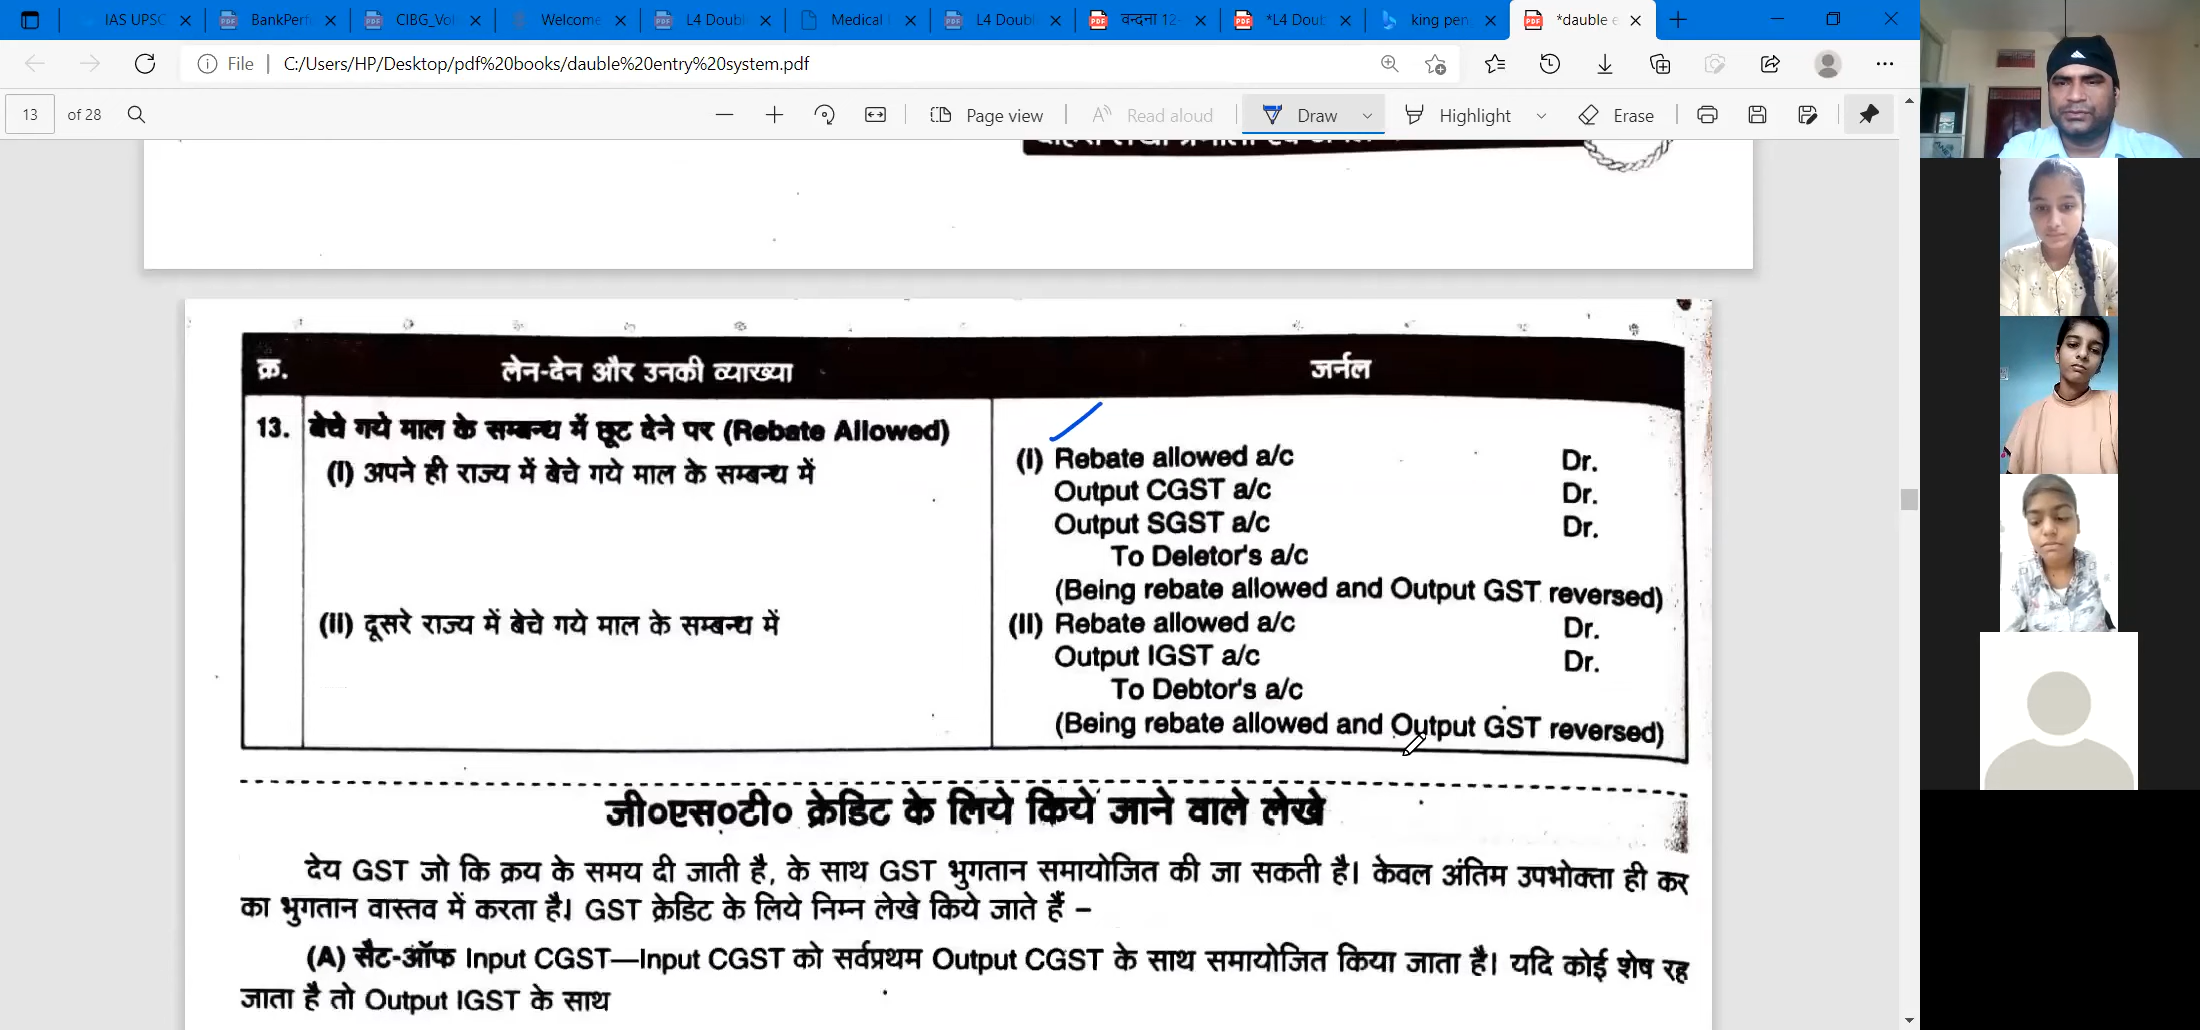 IAS UPSC
BankPerf
CIBG_Vol
Welcome
L4 Doubl
Medical
L4 Doubl
वन्दना 12-
*L4 Doub
king pen
*dauble e
File
C:/Users/HP/Desktop/pdf%20books/dauble%20entry%20system.pdf
13 of 28
Page view
Read aloud
Draw
Highlight
Erase
क्र. लेन-देन और उनकी व्याख्या जर्नल
13. बेचे गये माल के सम्बन्ध में छूट देने पर (Rebate Allowed)
(I) अपने ही राज्य में बेचे गये माल के सम्बन्ध में
(I) Rebate allowed a/c Dr.
Output CGST a/c Dr.
Output SGST a/c Dr.
To Deletor's a/c
(Being rebate allowed and Output GST reversed)
(II) दूसरे राज्य में बेचे गये माल के सम्बन्ध में
(II) Rebate allowed a/c Dr.
Output IGST a/c Dr.
To Debtor's a/c
(Being rebate allowed and Output GST reversed)
जी०एस०टी० क्रेडिट के लिये किये जाने वाले लेखे
देय GST जो कि क्रय के समय दी जाती है, के साथ GST भुगतान समायोजित की जा सकती है। केवल अंतिम उपभोक्ता ही कर
का भुगतान वास्तव में करता है। GST क्रेडिट के लिये निम्न लेखे किये जाते हैं –
(A) सैट-ऑफ Input CGST—Input CGST को सर्वप्रथम Output CGST के साथ समायोजित किया जाता है। यदि कोई शेष रह
जाता है तो Output IGST के साथ